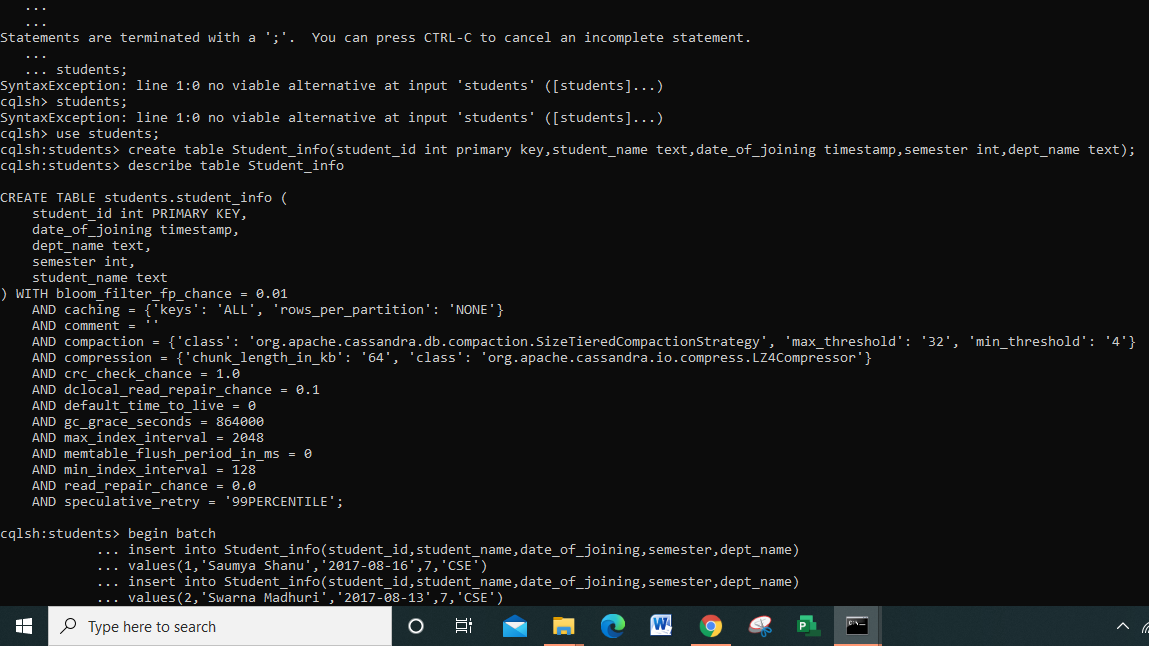 ...
...
Statements are terminated with a ';'.  You can press CTRL-C to cancel an incomplete statement.
...
... students;
SyntaxException: line 1:0 no viable alternative at input 'students' ([students]...)
cqlsh> students;
SyntaxException: line 1:0 no viable alternative at input 'students' ([students]...)
cqlsh> use students;
cqlsh:students> create table Student_info(student_id int primary key,student_name text,date_of_joining timestamp,semester int,dept_name text);
cqlsh:students> describe table Student_info
CREATE TABLE students.student_info (
    student_id int PRIMARY KEY,
    date_of_joining timestamp,
    dept_name text,
    semester int,
    student_name text
) WITH bloom_filter_fp_chance = 0.01
    AND caching = {'keys': 'ALL', 'rows_per_partition': 'NONE'}
    AND comment = ''
    AND compaction = {'class': 'org.apache.cassandra.db.compaction.SizeTieredCompactionStrategy', 'max_threshold': '32', 'min_threshold': '4'}
    AND compression = {'chunk_length_in_kb': '64', 'class': 'org.apache.cassandra.io.compress.LZ4Compressor'}
    AND crc_check_chance = 1.0
    AND dclocal_read_repair_chance = 0.1
    AND default_time_to_live = 0
    AND gc_grace_seconds = 864000
    AND max_index_interval = 2048
    AND memtable_flush_period_in_ms = 0
    AND min_index_interval = 128
    AND read_repair_chance = 0.0
    AND speculative_retry = '99PERCENTILE';
cqlsh:students> begin batch
... insert into Student_info(student_id,student_name,date_of_joining,semester,dept_name)
... values(1,'Saumya Shanu','2017-08-16',7,'CSE')
... insert into Student_info(student_id,student_name,date_of_joining,semester,dept_name)
... values(2,'Swarna Madhuri','2017-08-13',7,'CSE')
Type here to search